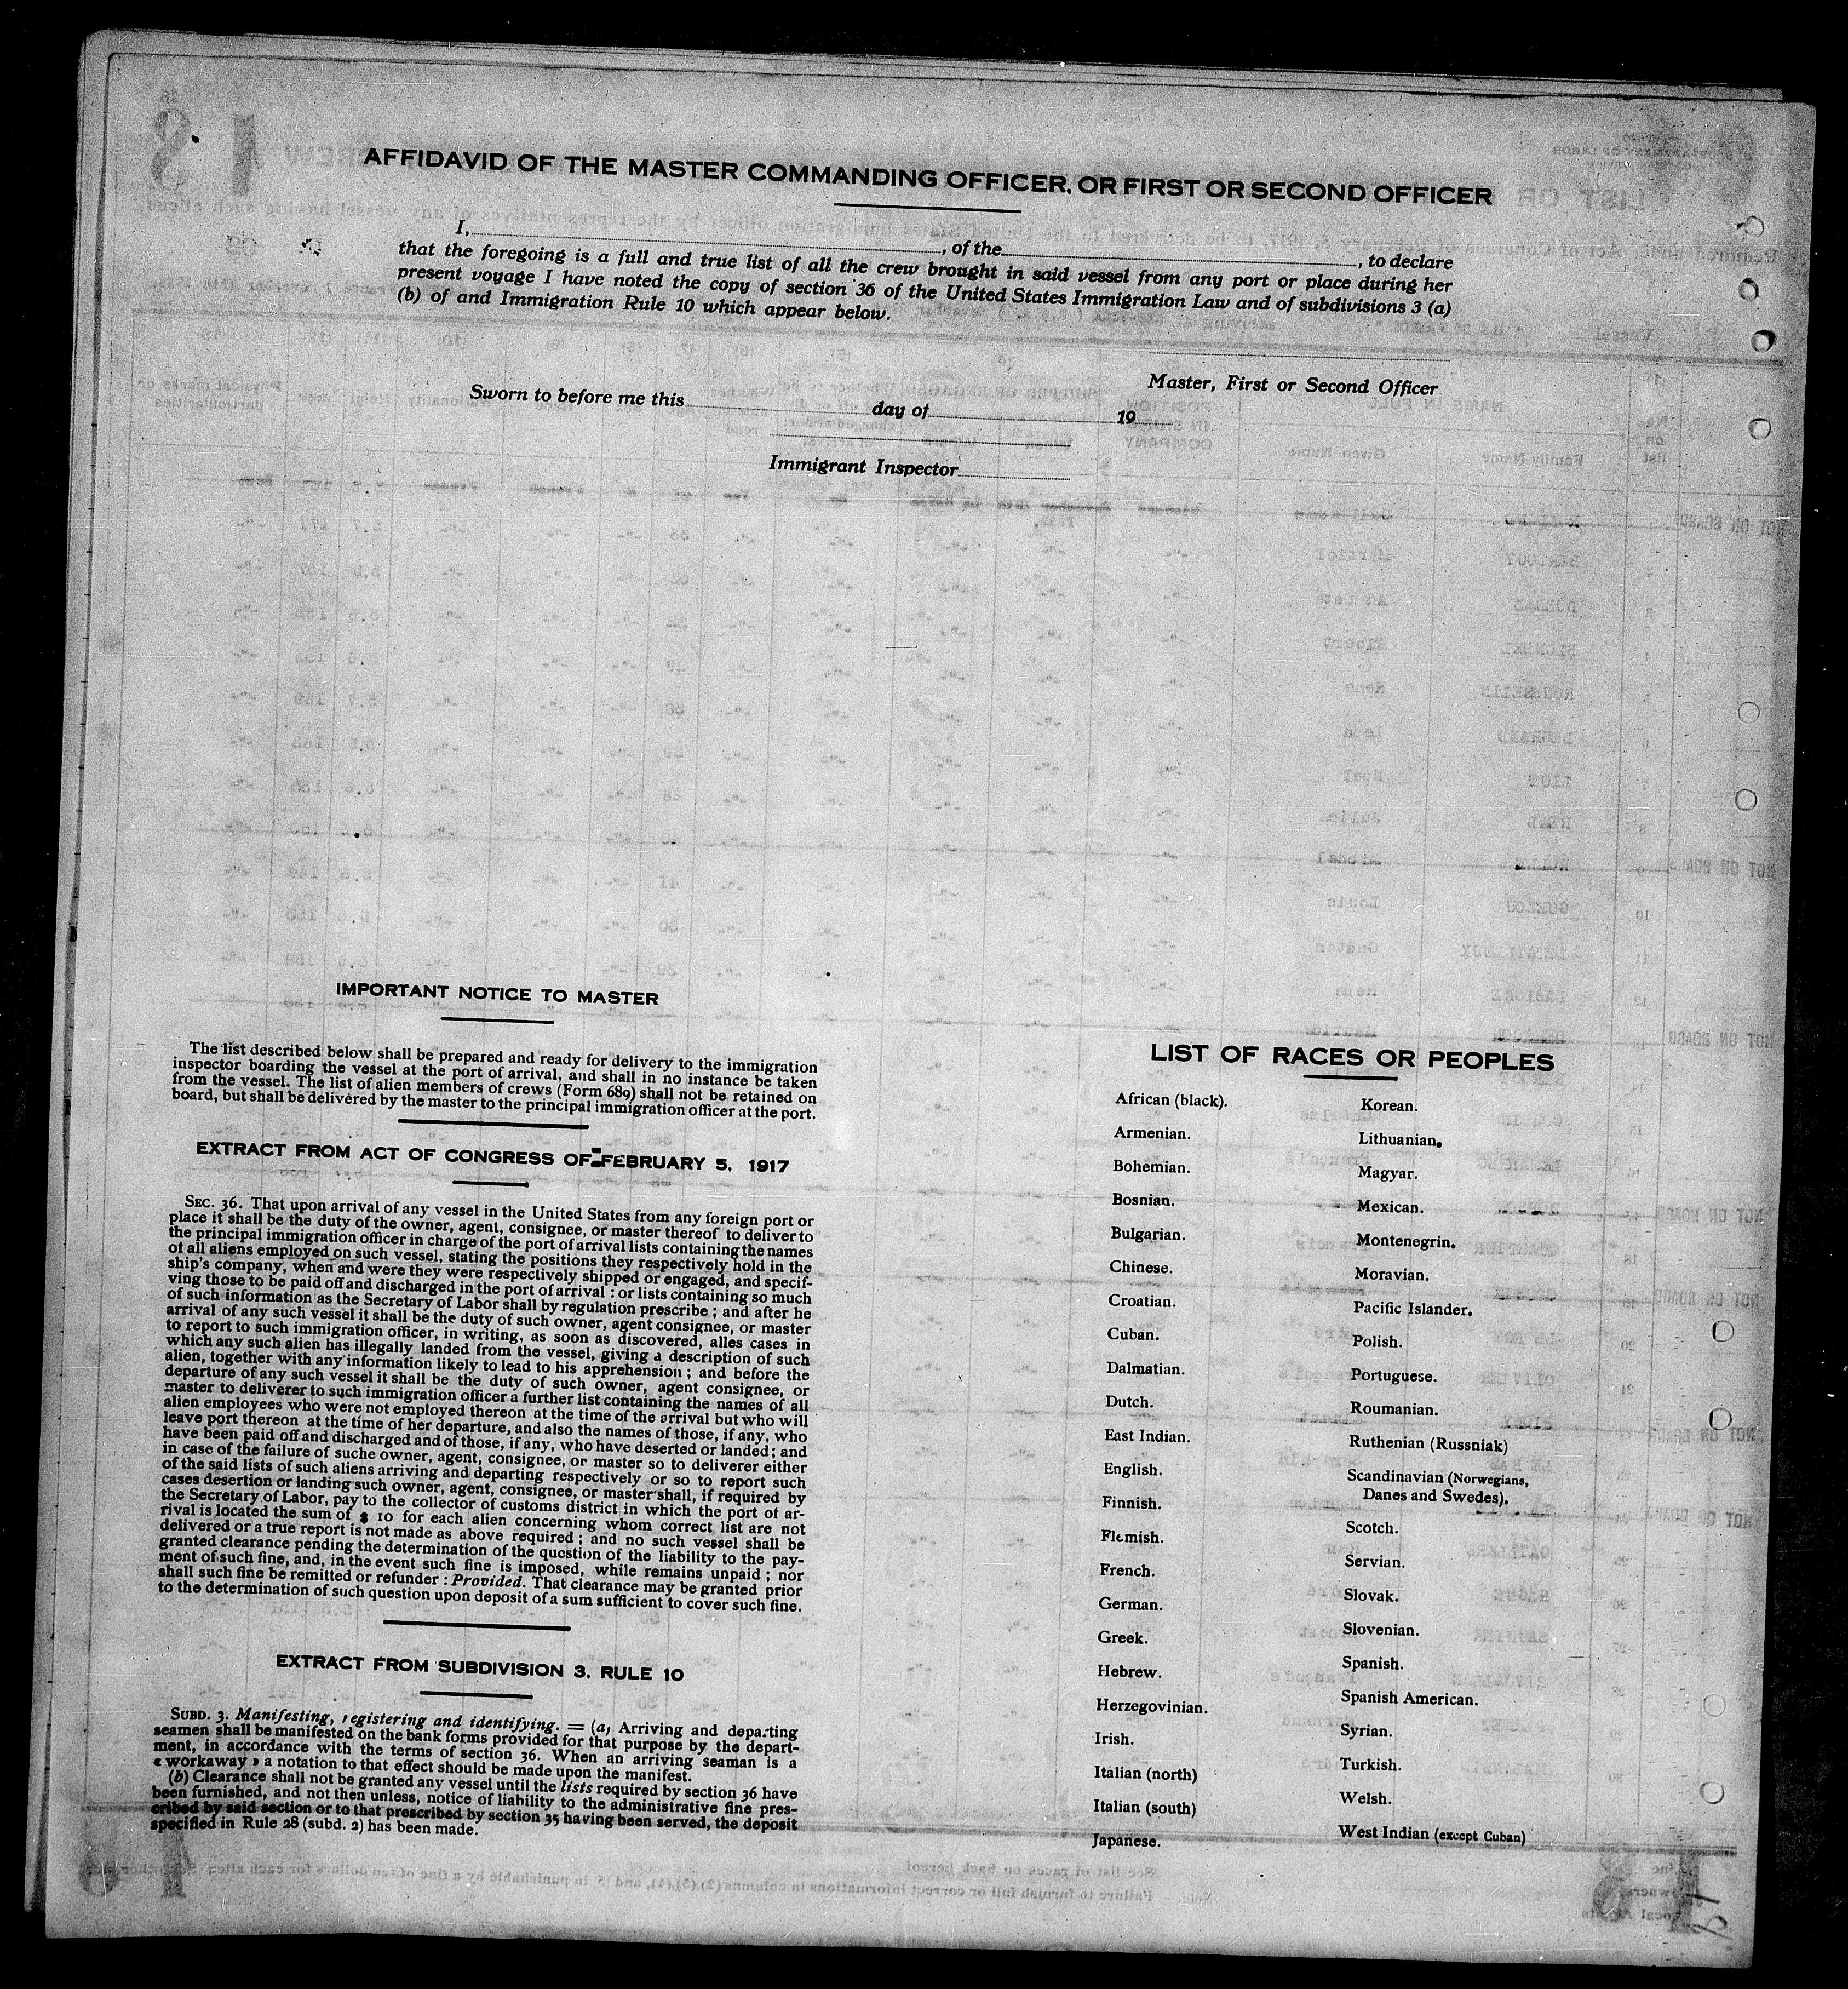 AFFIDAVID OF THE MASTER COMMANDING OFFICER, OR FIRST OR SECOND OFFICER
I, , of the , to declare
that the foregoing is a full and true list of all the crew brought in said vessel from any port or place during her
present voyage I have noted the copy of section 36 of the United States Immigration Law and of subdivisions 3 (a)
(b) of and Immigration Rule 10 which appear below.
Master, First or Second Officer
Sworn to before me this day of 19
Immigrant Inspector
IMPORTANT NOTICE TO MASTER
The list described below shall be prepared and ready for delivery to the immigration
inspector boarding the vessel at the port of arrival, and shall in no instance be taken
from the vessel. The list of alien members of crews (Form 689) shall not be retained on
board, but shall be delivered by the master to the principal immigration officer at the port.
EXTRACT FROM ACT OF CONGRESS OF FEBRUARY 5, 1917
SEC. 36. That upon arrival of any vessel in the United States from any foreign port or
place it shall be the duty of the owner, agent, consignee, or master thereof to deliver to
the principal immigration officer in charge of the port of arrival lists containing the names
of all aliens employed on such vessel, stating the positions they respectively hold in the
ship's company, when and were they were respectively shipped or engaged, and specif-
ving those to be paid off and discharged in the port of arrival : or lists containing so much
of such information as the Secretary of Labor shall by regulation prescribe ; and after he
arrival of any such vessel it shall be the duty of such owner, agent consignee, or master
to report to such immigration officer, in writing, as soon as discovered, alles cases in
which any such alien has illegally landed from the vessel, giving a description of such
alien, together with any information likely to lead to his apprehension ; and before the
departure of any such vessel it shall be the duty of such owner, agent consignee, or
master to deliverer to such immigration officer a further list containing the names of all
alien employees who were not employed thereon at the time of the arrival but who will
leave port thereon at the time of her departure, and also the names of those, if any, who
have been paid off and discharged and of those, if any, who have deserted or landed ; and
in case of the failure of suche owner, agent, consignee, or master so to deliverer either
of the said lists of such aliens arriving and departing respectively or so to report such
cases desertion or landing such owner, agent, consignee, or master shall, if required by
the Secretary of Labor, pay to the collector of customs district in which the port of ar-
rival is located the sum of $ 10 for each alien concerning whom correct list are not
delivered or a true report is not made as above required ; and no such vessel shall be
granted clearance pending the determination of the question of the liability to the pay-
ment of such fine, and, in the event such fine is imposed, while remains unpaid ; nor
shall such fine be remitted or refunder : Provided. That clearance may be granted prior
to the determination of such question upon deposit of a sum sufficient to cover such fine.
EXTRACT FROM SUBDIVISION 3, RULE 10
SUBD. 3. Manifesting, registering and identifying. = (a, Arriving and departing
seamen shall be manifested on the bank forms provided for that purpose by the depart-
ment, in accordance with the terms of section 36. When an arriving seaman is a
« workaway » a notation to that effect should be made upon the manifest.
(b) Clearance shall not be granted any vessel until the lists required by section 36 have
been furnished, and not then unless, notice of liability to the administrative fine pres-
cribed by said section or to that prescribed by section 35 having been served, the deposit
specified in Rule 28 (subd. 2) has been made.
LIST OF RACES OR PEOPLES
African (black).
Armenian.
Bohemian.
Bosnian.
Bulgarian.
Chinese.
Croatian.
Cuban.
Dalmatian.
Dutch.
East Indian.
English.
Finnish.
Flemish.
French.
German.
Greek.
Hebrew.
Herzegovinian.
Irish.
Italian (north)
Italian (south)
Japanese.
Korean.
Lithuanian.
Magyar.
Mexican.
Montenegrin.
Moravian.
Pacific Islander.
Polish.
Portuguese.
Roumanian.
Ruthenian (Russniak)
Scandinavian (Norwegians,
Danes and Swedes).
Scotch.
Servian.
Slovak.
Slovenian.
Spanish.
Spanish American.
Syrian.
Turkish.
Welsh.
West Indian (except Cuban)